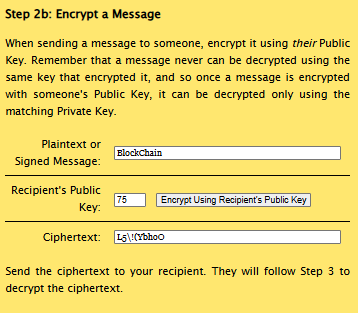 Step 2b: Encrypt a Message
When sending a message to someone, encrypt it using their Public
Key. Remember that a message never can be decrypted using the
same key that encrypted it, and so once a message is encrypted
with someone's Public Key, it can be decrypted only using the
matching Private Key.
Plaintext or
Signed Message:
BlockChain
Recipient's Public
Key:
75 Encrypt Using Recipient's Public Key
Ciphertext: L5\!(YbhoO
Send the ciphertext to your recipient. They will follow Step 3 to
decrypt the ciphertext.